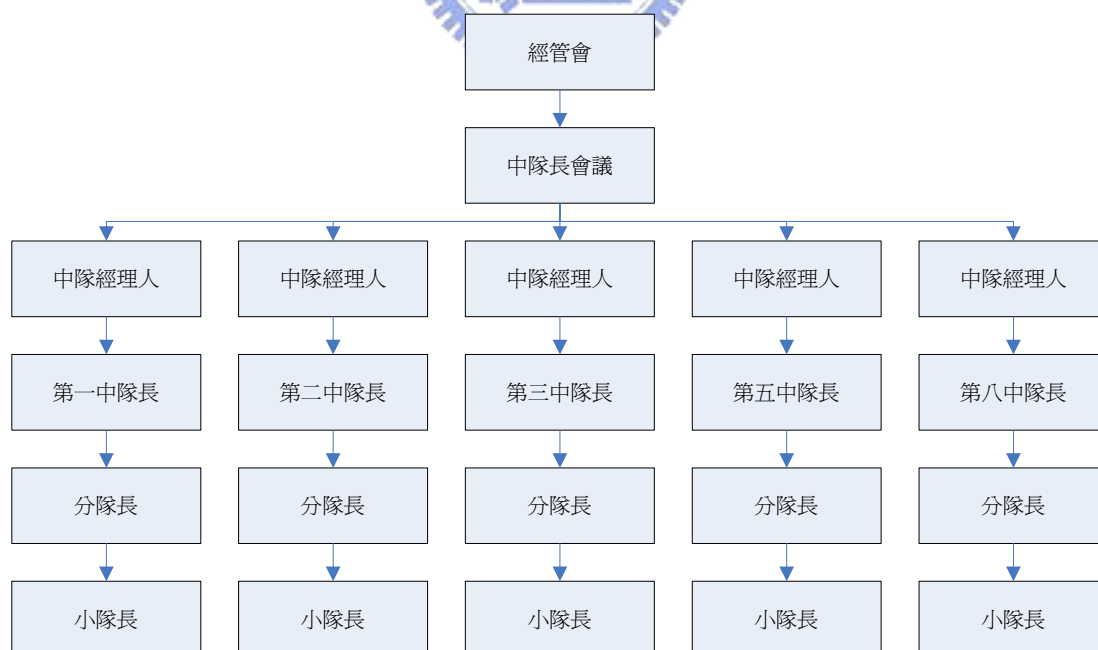 經管會
中隊長會議
中隊經理人
中隊經理人
中隊經理人
中隊經理人
中隊經理人
第一中隊長
第二中隊長
第三中隊長
第五中隊長
第八中隊長
分隊長
分隊長
分隊長
分隊長
分隊長
小隊長
小隊長
小隊長
小隊長
小隊長